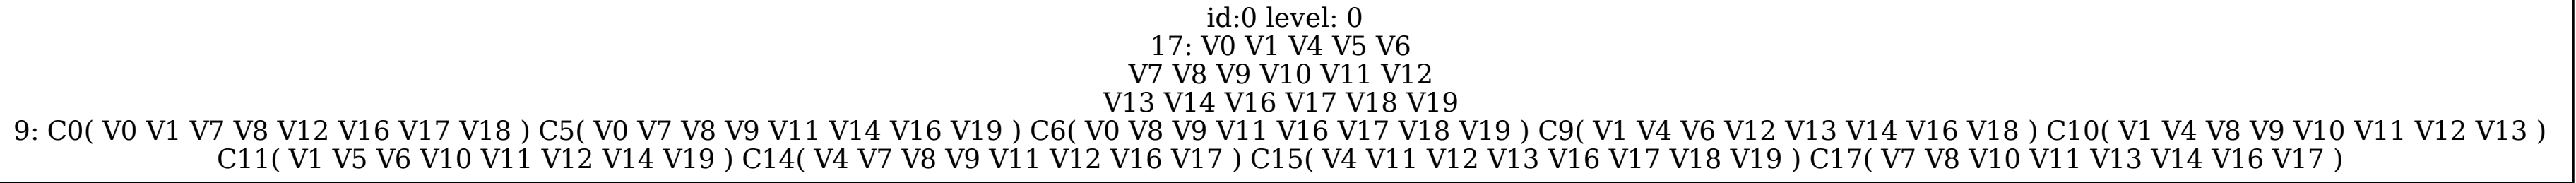 id:0 level: 0
17: V0 V1 V4 V5 V6
V7 V8 V9 V10 V11 V12
V13 V14 V16 V17 V18 V19
9: C0( V0 V1 V7 V8 V12 V16 V17 V18 ) C5( V0 V7 V8 V9 V11 V14 V16 V19 ) C6( V0 V8 V9 V11 V16 V17 V18 V19 ) C9( V1 V4 V6 V12 V13 V14 V16 V18 ) C10( V1 V4 V8 V9 V10 V11 V12 V13 )
C11( V1 V5 V6 V10 V11 V12 V14 V19 ) C14( V4 V7 V8 V9 V11 V12 V16 V17 ) C15( V4 V11 V12 V13 V16 V17 V18 V19 ) C17( V7 V8 V10 V11 V13 V14 V16 V17 )